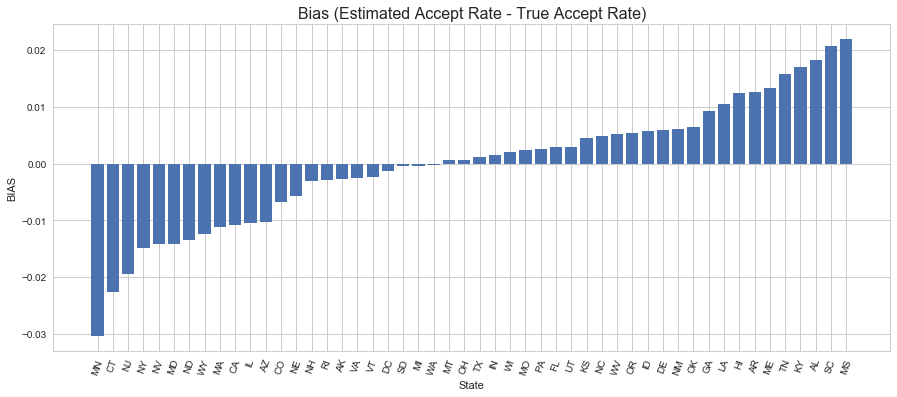 Bias (Estimated Accept Rate - True Accept Rate)
0.02
0.01
0.00
−0.01
−0.02
−0.03
BIAS
MN CT NJ NY NV MD ND WY MA CA IL AZ CO NE NH RI AK VA VT DC SD MI WA MT OH TX IN WI MO PA FL UT KS NC WV OR ID DE NM OK GA LA HI AR ME TN KY AL SC MS
State